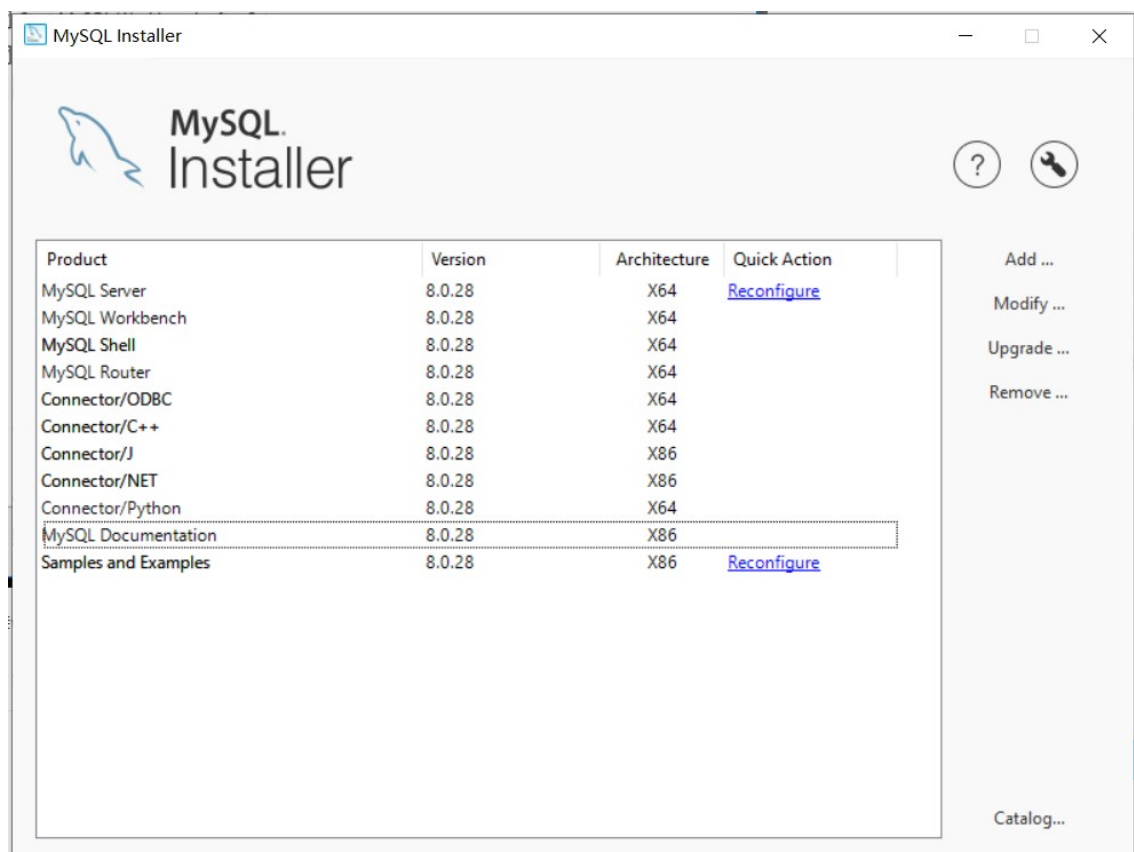 MySQL Installer
MySQL.
Installer
?
Product Version Architecture Quick Action
MySQL Server 8.0.28 X64 Reconfigure
MySQL Workbench 8.0.28 X64
MySQL Shell 8.0.28 X64
MySQL Router 8.0.28 X64
Connector/ODBC 8.0.28 X64
Connector/C++ 8.0.28 X64
Connector/J 8.0.28 X86
Connector/NET 8.0.28 X86
Connector/Python 8.0.28 X64
MySQL Documentation 8.0.28 X86
Samples and Examples 8.0.28 X86 Reconfigure
Add ...
Modify ...
Upgrade ...
Remove ...
Catalog...